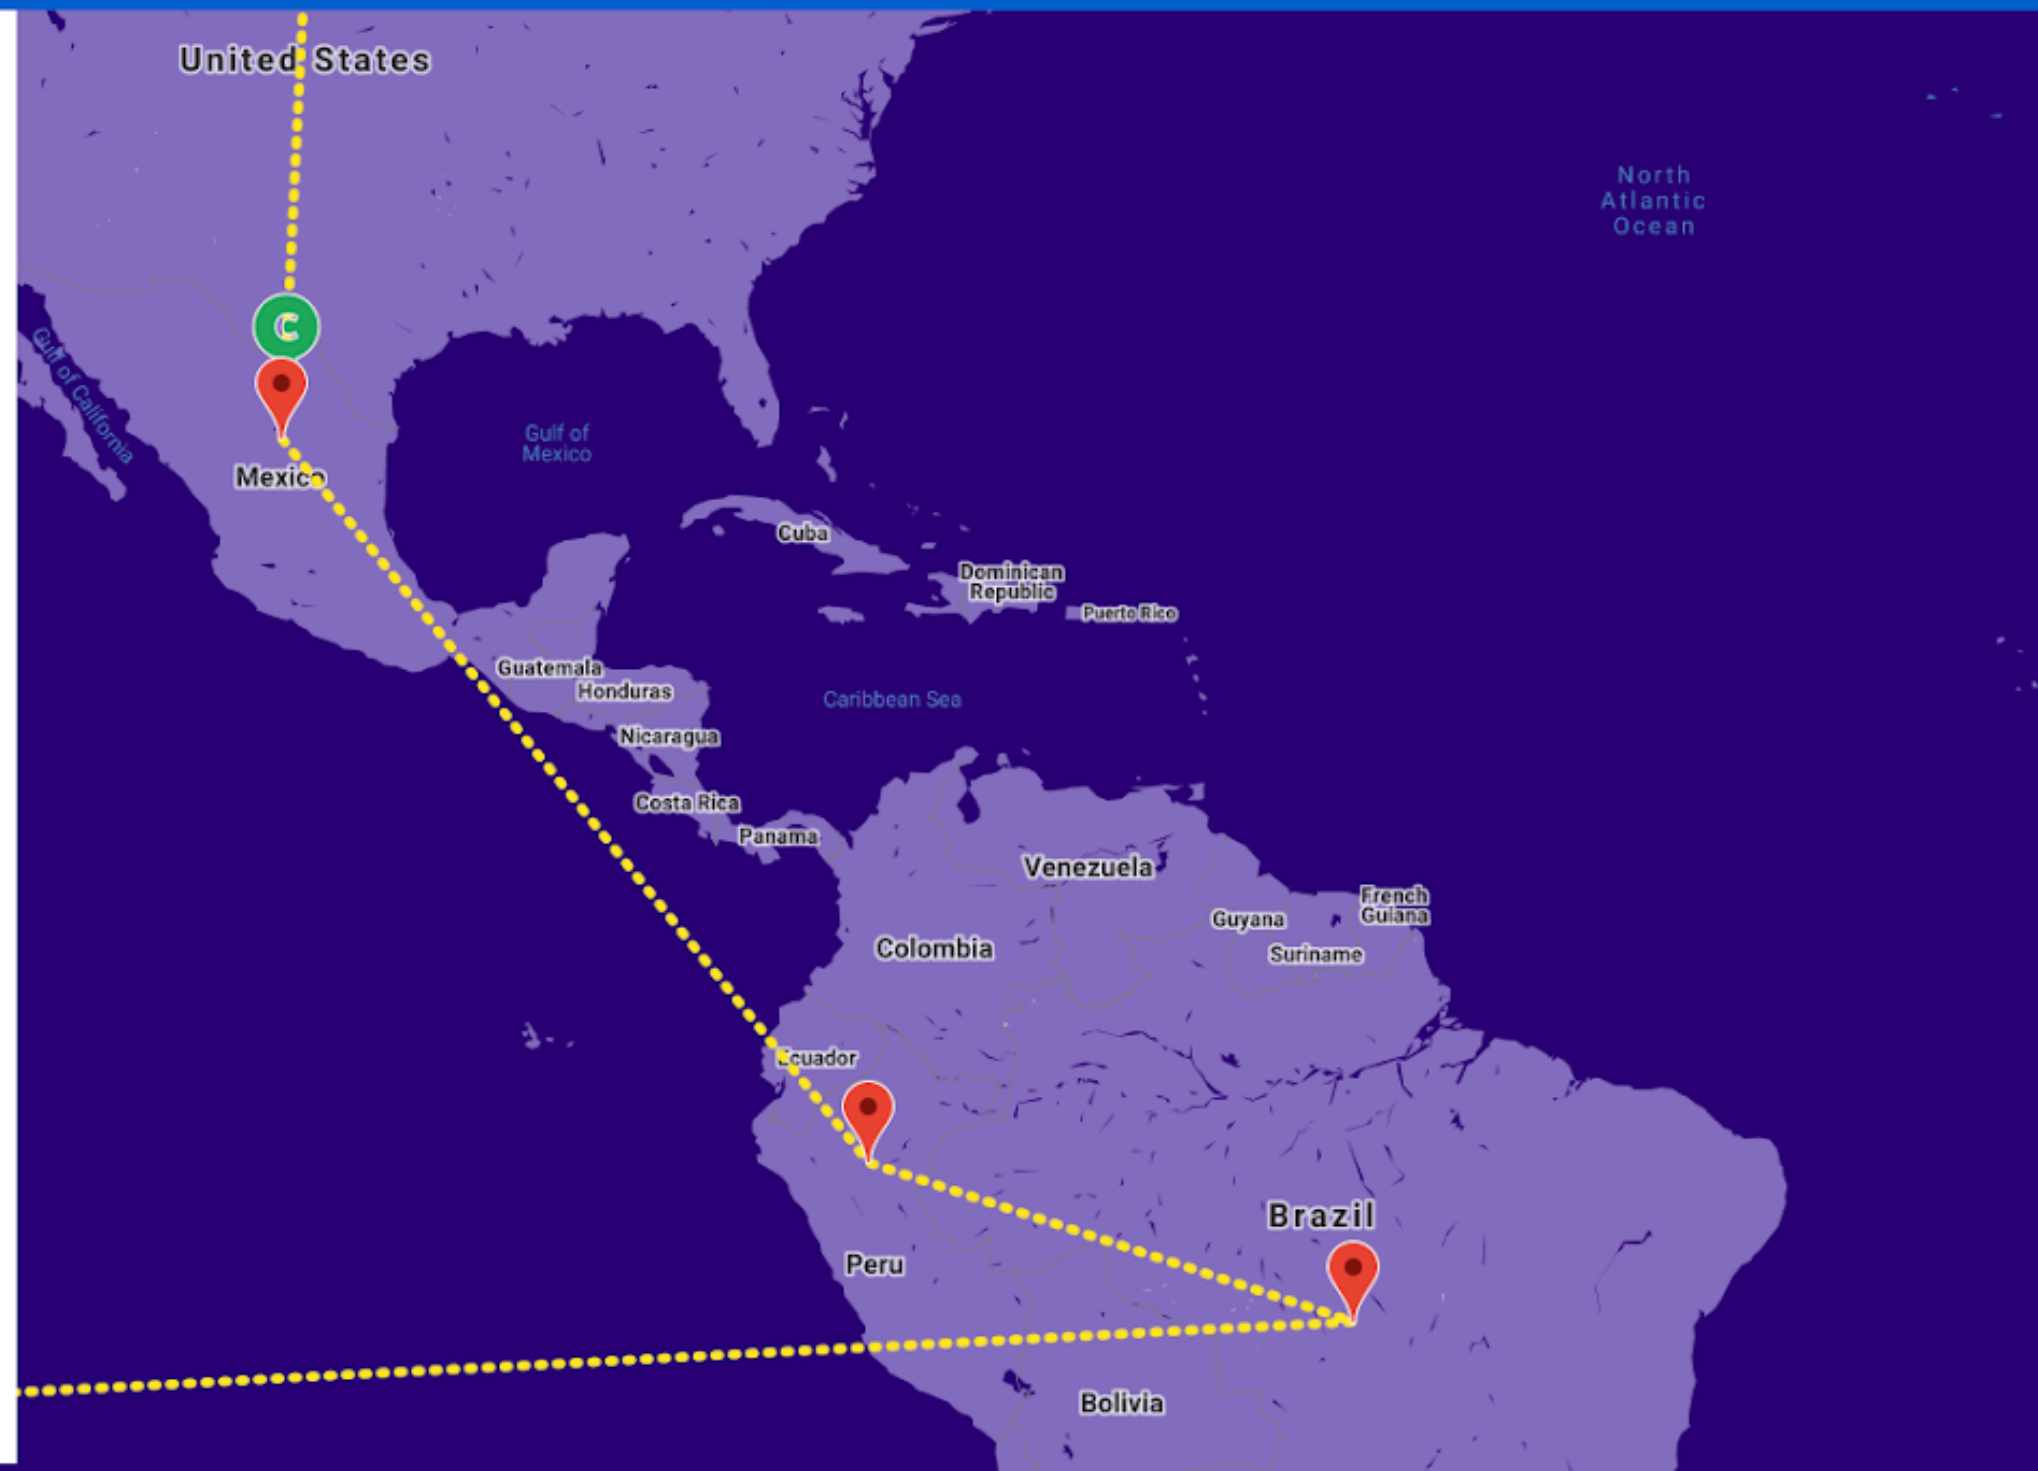 United States
North
Atlantic
Ocean
C
Gulf of California
Gulf of
Mexico
Mexico
Cuba
Dominican
Republic
Puerto Rico
Guatemala
Honduras
Caribbean Sea
Nicaragua
Costa Rica
Panama
Venezuela
French
Guiana
Guyana
Colombia
Suriname
Ecuador
Brazil
Peru
Bolivia